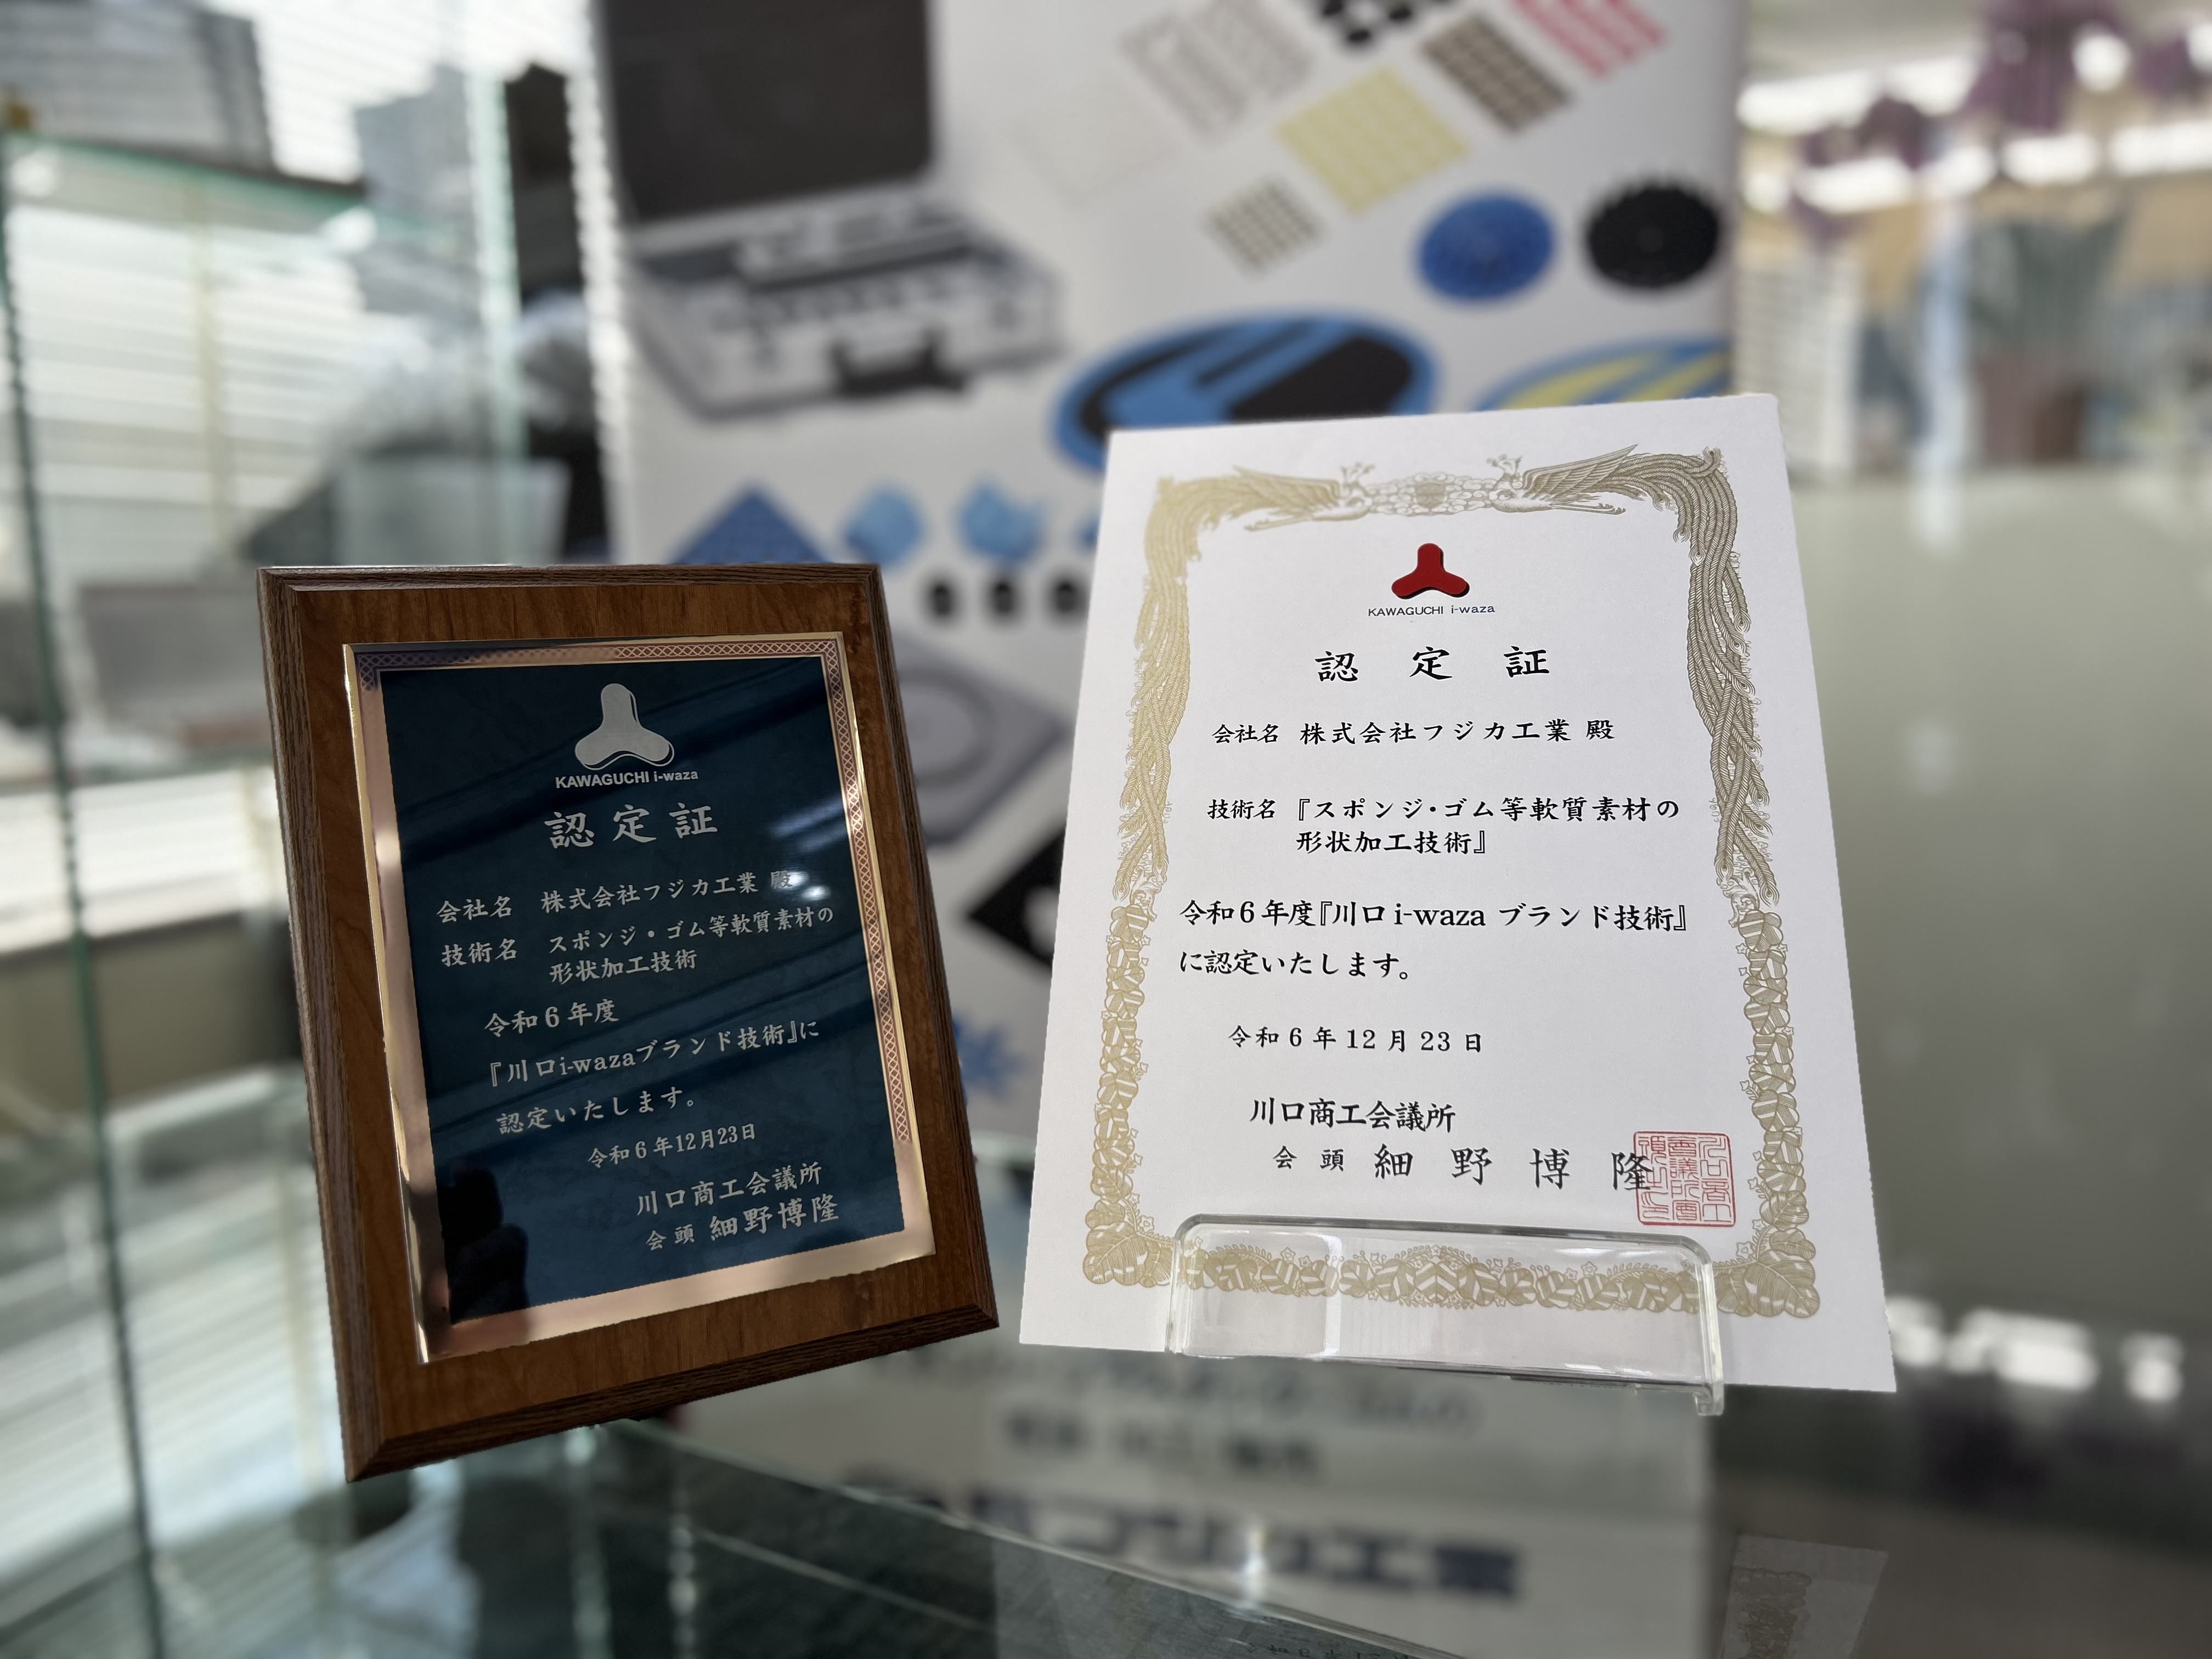 KAWAGUCHI i-waza
認定証
会社名 株式会社フジカ工業 殿
技術名 スポンジ・ゴム等軟質素材の
形状加工技術
令和6年度
『川口i-wazaブランド技術』に
認定いたします。
令和6年12月23日
川口商工会議所
会頭 細野博隆
KAWAGUCHI i-waza
認定証
会社名 株式会社フジカ工業 殿
技術名『スポンジ・ゴム等軟質素材の
形状加工技術』
令和6年度『川口 i-waza ブランド技術』
に認定いたします。
令和6年12月23日
川口商工会議所
会頭 細野博隆